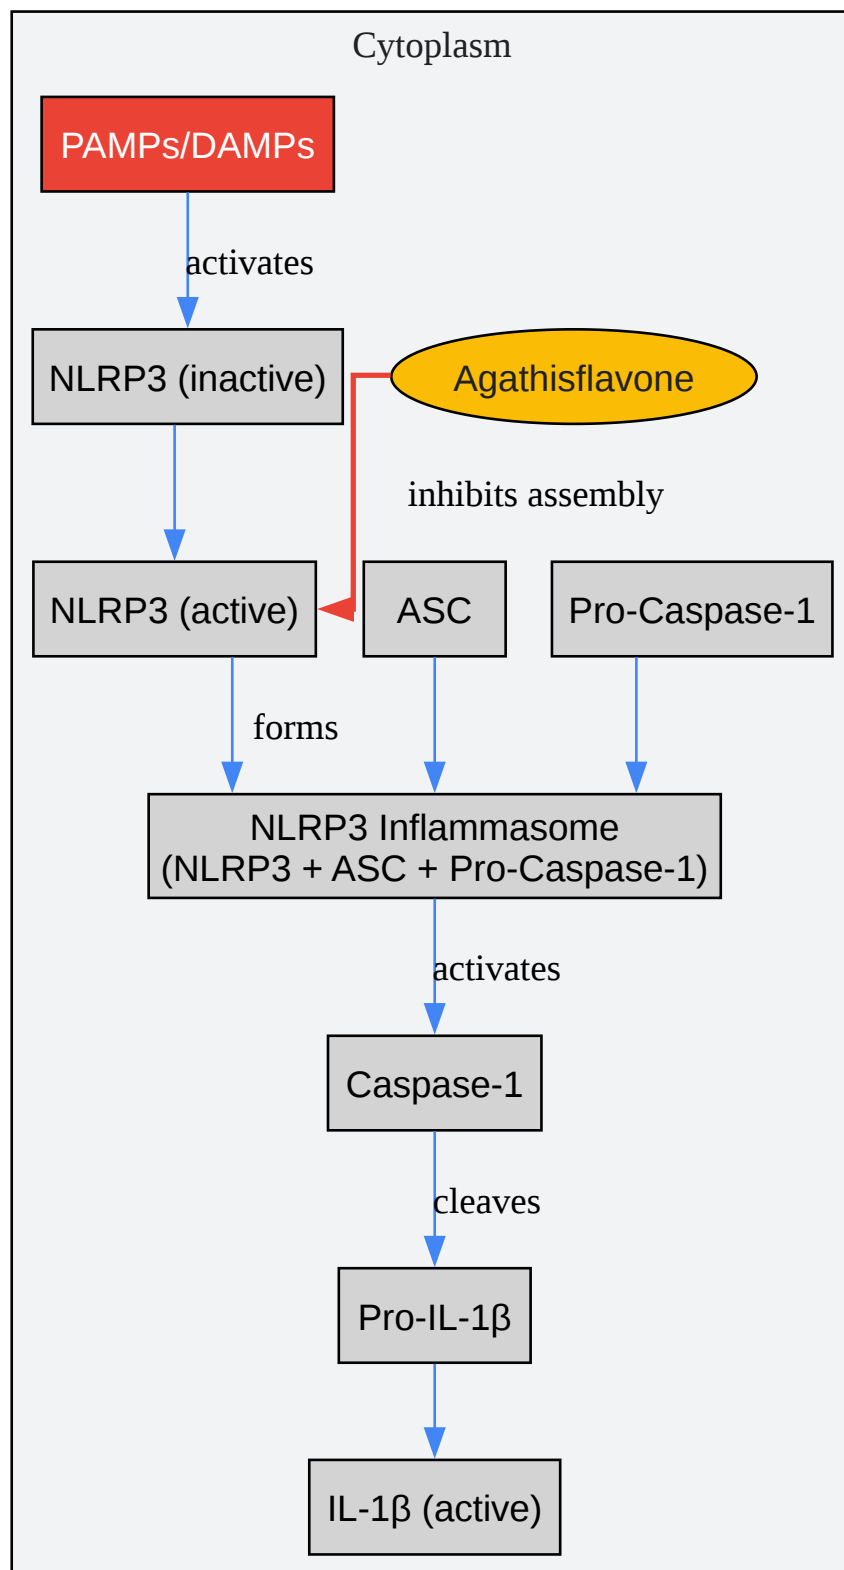 Cytoplasm
PAMPs/DAMPs
activates
NLRP3 (inactive)
Agathisflavone
inhibits assembly
NLRP3 (active)
ASC
Pro-Caspase-1
forms
NLRP3 Inflammasome
(NLRP3 + ASC + Pro-Caspase-1)
activates
Caspase-1
cleaves
Pro-IL-1β
IL-1β (active)